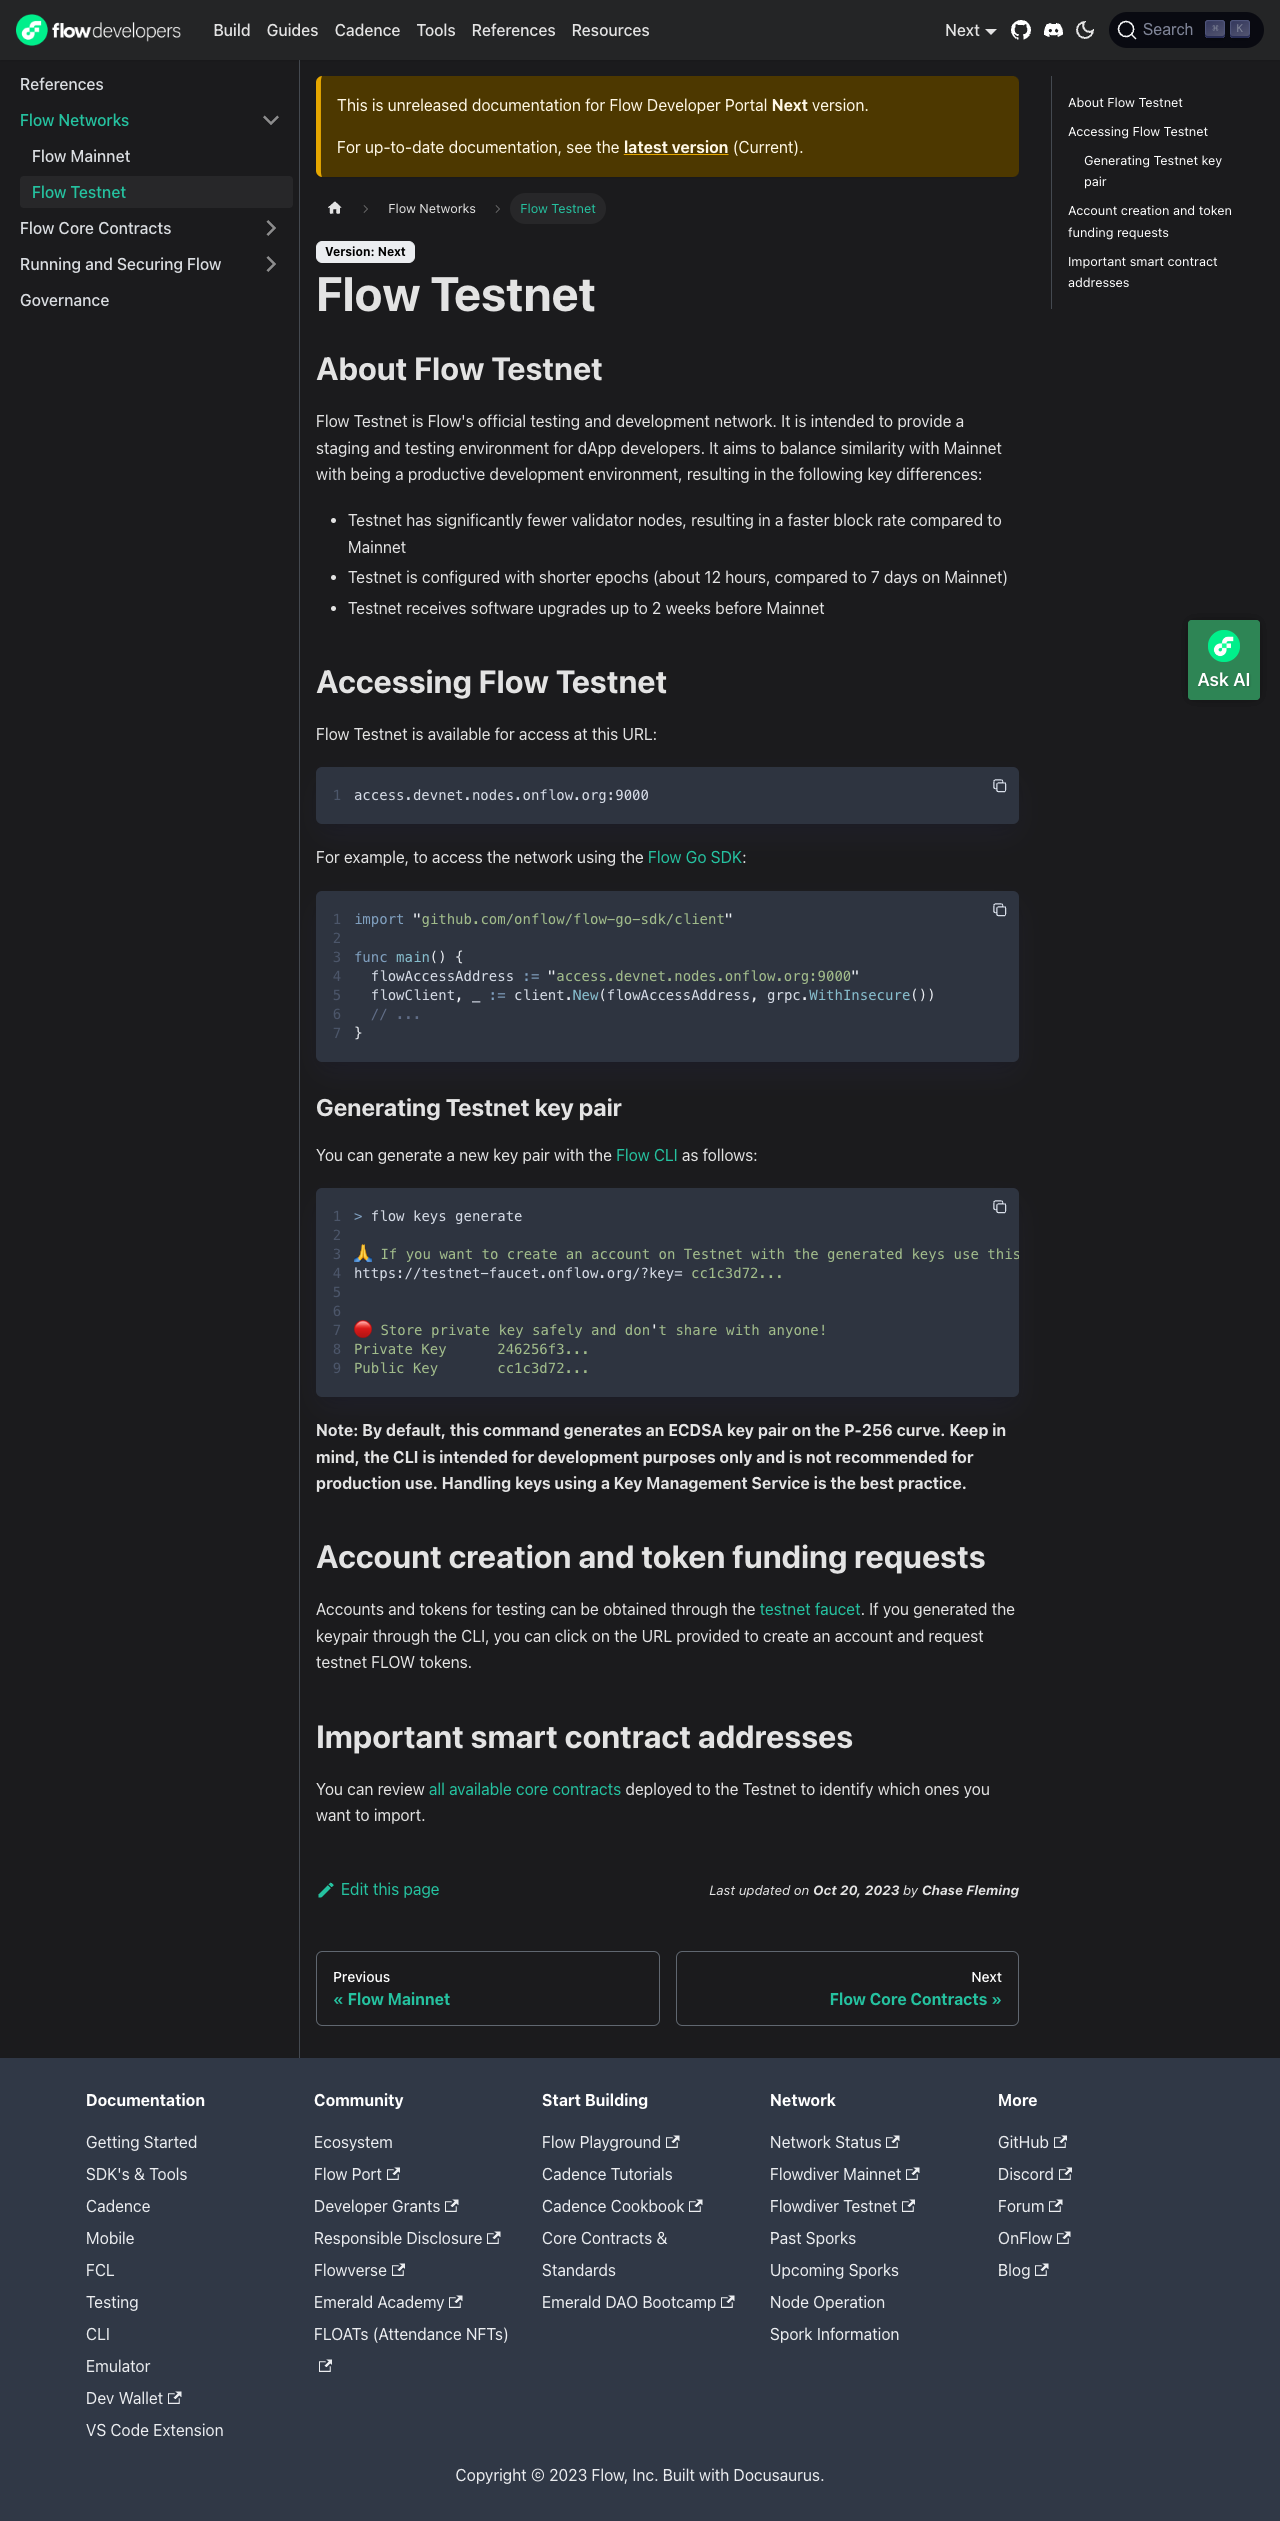 flowdevelopers Build Guides Cadence Tools References Resources Next Search ⌘ K
References
Flow Networks
Flow Mainnet
Flow Testnet
Flow Core Contracts
Running and Securing Flow
Governance
This is unreleased documentation for Flow Developer Portal Next version.
For up-to-date documentation, see the latest version (Current).
Flow Networks Flow Testnet
Version: Next
Flow Testnet
About Flow Testnet
Flow Testnet is Flow's official testing and development network. It is intended to provide a
staging and testing environment for dApp developers. It aims to balance similarity with Mainnet
with being a productive development environment, resulting in the following key differences:
• Testnet has significantly fewer validator nodes, resulting in a faster block rate compared to
Mainnet
• Testnet is configured with shorter epochs (about 12 hours, compared to 7 days on Mainnet)
• Testnet receives software upgrades up to 2 weeks before Mainnet
Accessing Flow Testnet
Flow Testnet is available for access at this URL:
1 access.devnet.nodes.onflow.org:9000
For example, to access the network using the Flow Go SDK:
1 import "github.com/onflow/flow-go-sdk/client"
2
3 func main() {
4   flowAccessAddress := "access.devnet.nodes.onflow.org:9000"
5   flowClient, _ := client.New(flowAccessAddress, grpc.WithInsecure())
6   // ...
7 }
Generating Testnet key pair
You can generate a new key pair with the Flow CLI as follows:
1 > flow keys generate
2
3 🙏 If you want to create an account on Testnet with the generated keys use this
4 https://testnet-faucet.onflow.org/?key= cc1c3d72...
5
6
7 🔴 Store private key safely and don't share with anyone!
8 Private Key      246256f3...
9 Public Key       cc1c3d72...
Note: By default, this command generates an ECDSA key pair on the P-256 curve. Keep in
mind, the CLI is intended for development purposes only and is not recommended for
production use. Handling keys using a Key Management Service is the best practice.
Account creation and token funding requests
Accounts and tokens for testing can be obtained through the testnet faucet. If you generated the
keypair through the CLI, you can click on the URL provided to create an account and request
testnet FLOW tokens.
Important smart contract addresses
You can review all available core contracts deployed to the Testnet to identify which ones you
want to import.
Edit this page
Last updated on Oct 20, 2023 by Chase Fleming
Previous
« Flow Mainnet
Next
Flow Core Contracts »
About Flow Testnet
Accessing Flow Testnet
Generating Testnet key
pair
Account creation and token
funding requests
Important smart contract
addresses
Ask AI
Documentation
Getting Started
SDK's & Tools
Cadence
Mobile
FCL
Testing
CLI
Emulator
Dev Wallet
VS Code Extension
Community
Ecosystem
Flow Port
Developer Grants
Responsible Disclosure
Flowverse
Emerald Academy
FLOATs (Attendance NFTs)
Start Building
Flow Playground
Cadence Tutorials
Cadence Cookbook
Core Contracts &
Standards
Emerald DAO Bootcamp
Network
Network Status
Flowdiver Mainnet
Flowdiver Testnet
Past Sporks
Upcoming Sporks
Node Operation
Spork Information
More
GitHub
Discord
Forum
OnFlow
Blog
Copyright © 2023 Flow, Inc. Built with Docusaurus.